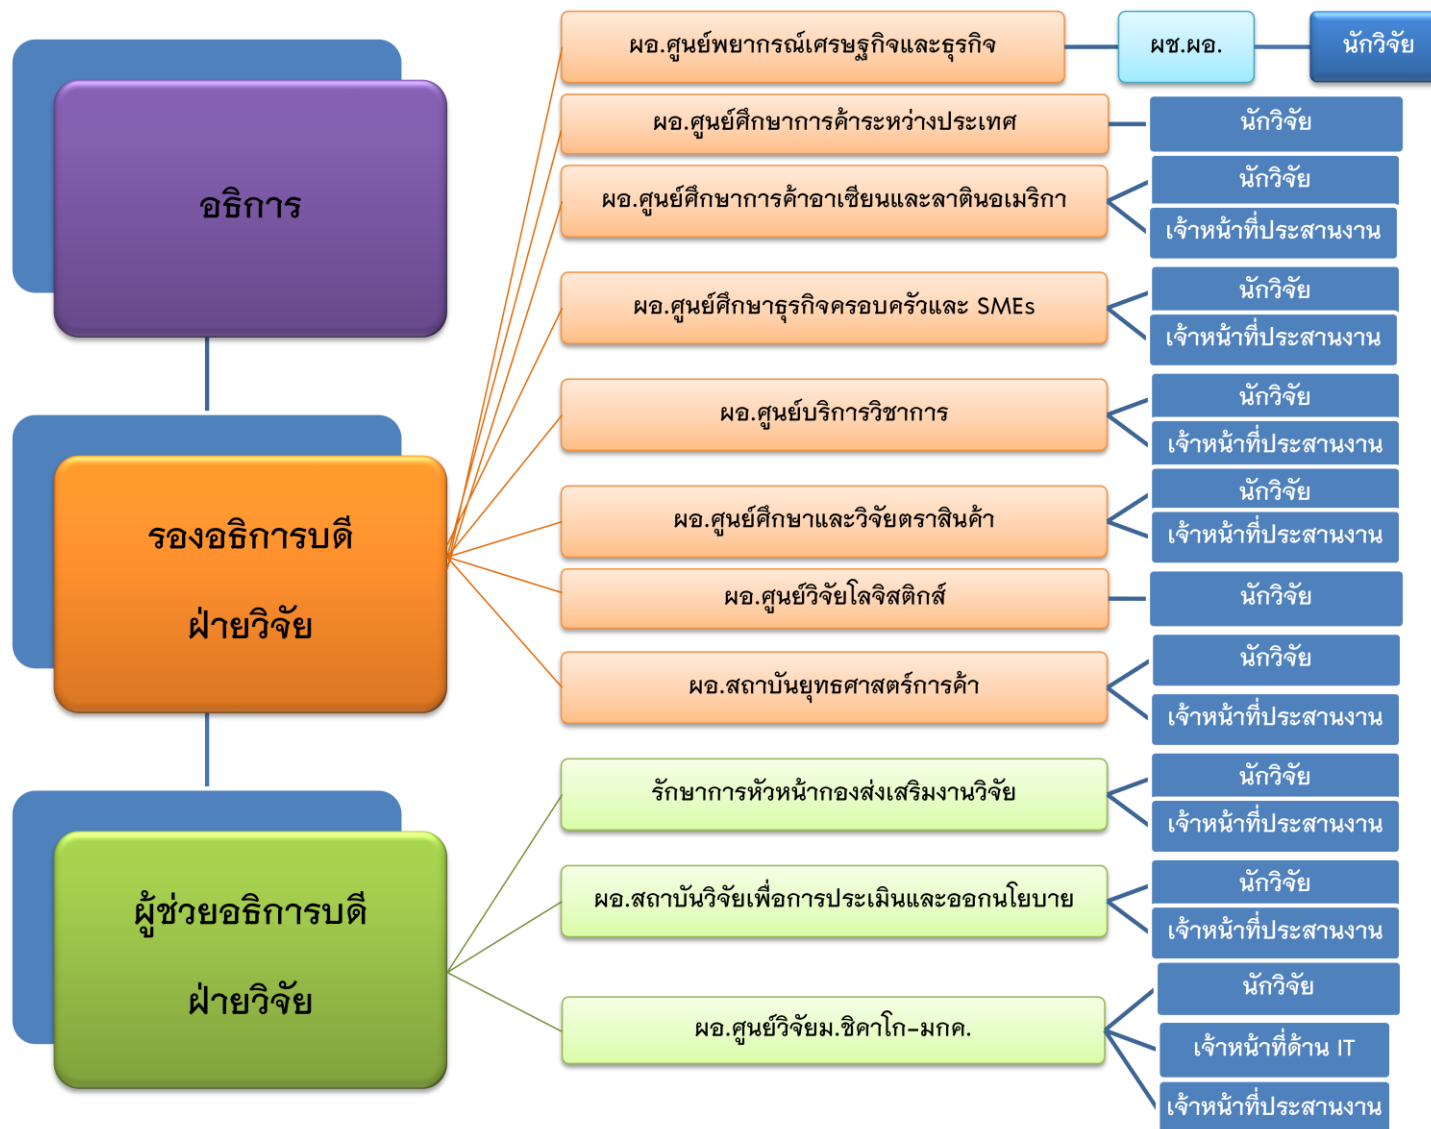 อธิการ
รองอธิการบดี
ฝ่ายวิจัย
ผู้ช่วยอธิการบดี
ฝ่ายวิจัย
ผอ.ศูนย์พยากรณ์เศรษฐกิจและธุรกิจ
ผช.ผอ.
นักวิจัย
ผอ.ศูนย์ศึกษาการค้าระหว่างประเทศ
นักวิจัย
ผอ.ศูนย์ศึกษาการค้าอาเซียนและลาตินอเมริกา
นักวิจัย
เจ้าหน้าที่ประสานงาน
ผอ.ศูนย์ศึกษาธุรกิจครอบครัวและ SMEs
นักวิจัย
เจ้าหน้าที่ประสานงาน
ผอ.ศูนย์บริการวิชาการ
นักวิจัย
เจ้าหน้าที่ประสานงาน
ผอ.ศูนย์ศึกษาและวิจัยตราสินค้า
นักวิจัย
เจ้าหน้าที่ประสานงาน
ผอ.ศูนย์วิจัยโลจิสติกส์
นักวิจัย
ผอ.สถาบันยุทธศาสตร์การค้า
นักวิจัย
เจ้าหน้าที่ประสานงาน
รักษาการหัวหน้ากองส่งเสริมงานวิจัย
นักวิจัย
เจ้าหน้าที่ประสานงาน
ผอ.สถาบันวิจัยเพื่อการประเมินและออกนโยบาย
นักวิจัย
เจ้าหน้าที่ประสานงาน
ผอ.ศูนย์วิจัยม.ชิคาโก-มกค.
นักวิจัย
เจ้าหน้าที่ด้าน IT
เจ้าหน้าที่ประสานงาน